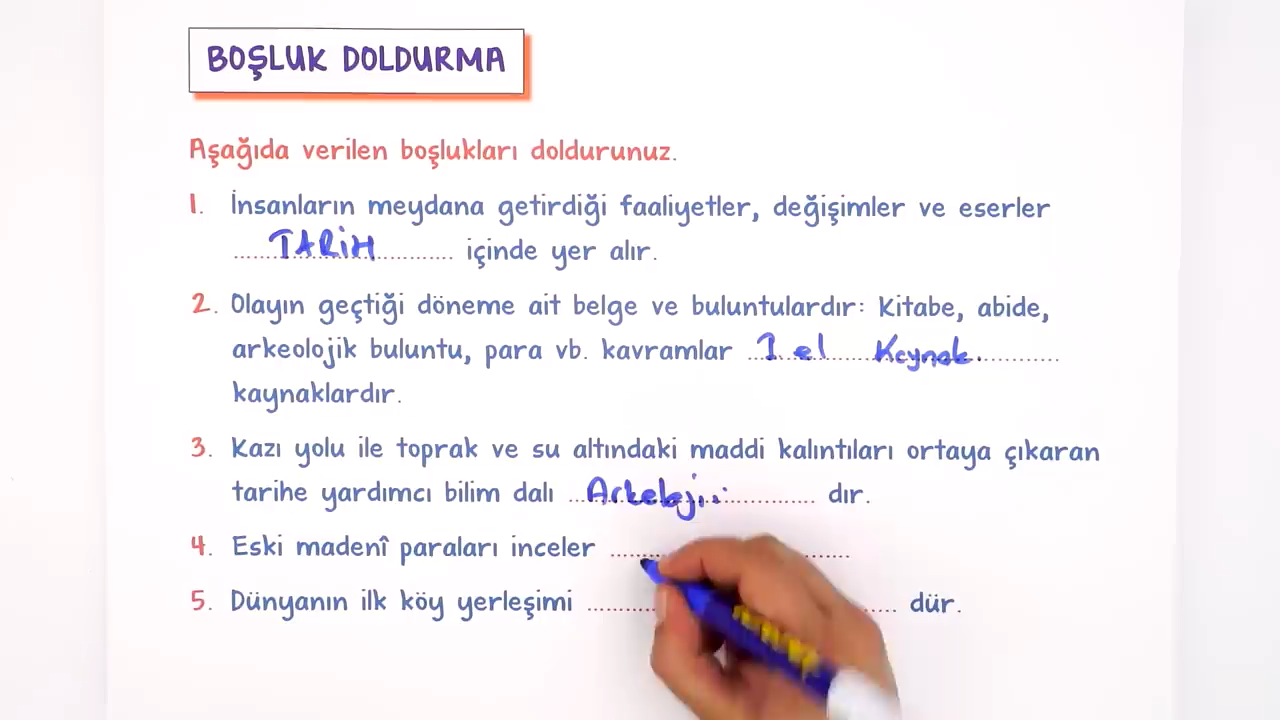 BOŞLUK DOLDURMA
Aşağıda verilen boşlukları doldurunuz.
1. İnsanların meydana getirdiği faaliyetler, değişimler ve eserler
......TARİH............ içinde yer alır.
2. Olayın geçtiği döneme ait belge ve buluntulardır: Kitabe, abide,
arkeolojik buluntu, para vb. kavramlar ...1 el Kaynak............
kaynaklardır.
3. Kazı yolu ile toprak ve su altındaki maddi kalıntıları ortaya çıkaran
tarihe yardımcı bilim dalı ...Arkeloji............ dır.
4. Eski madenî paraları inceler ............
5. Dünyanın ilk köy yerleşimi ............ dür.